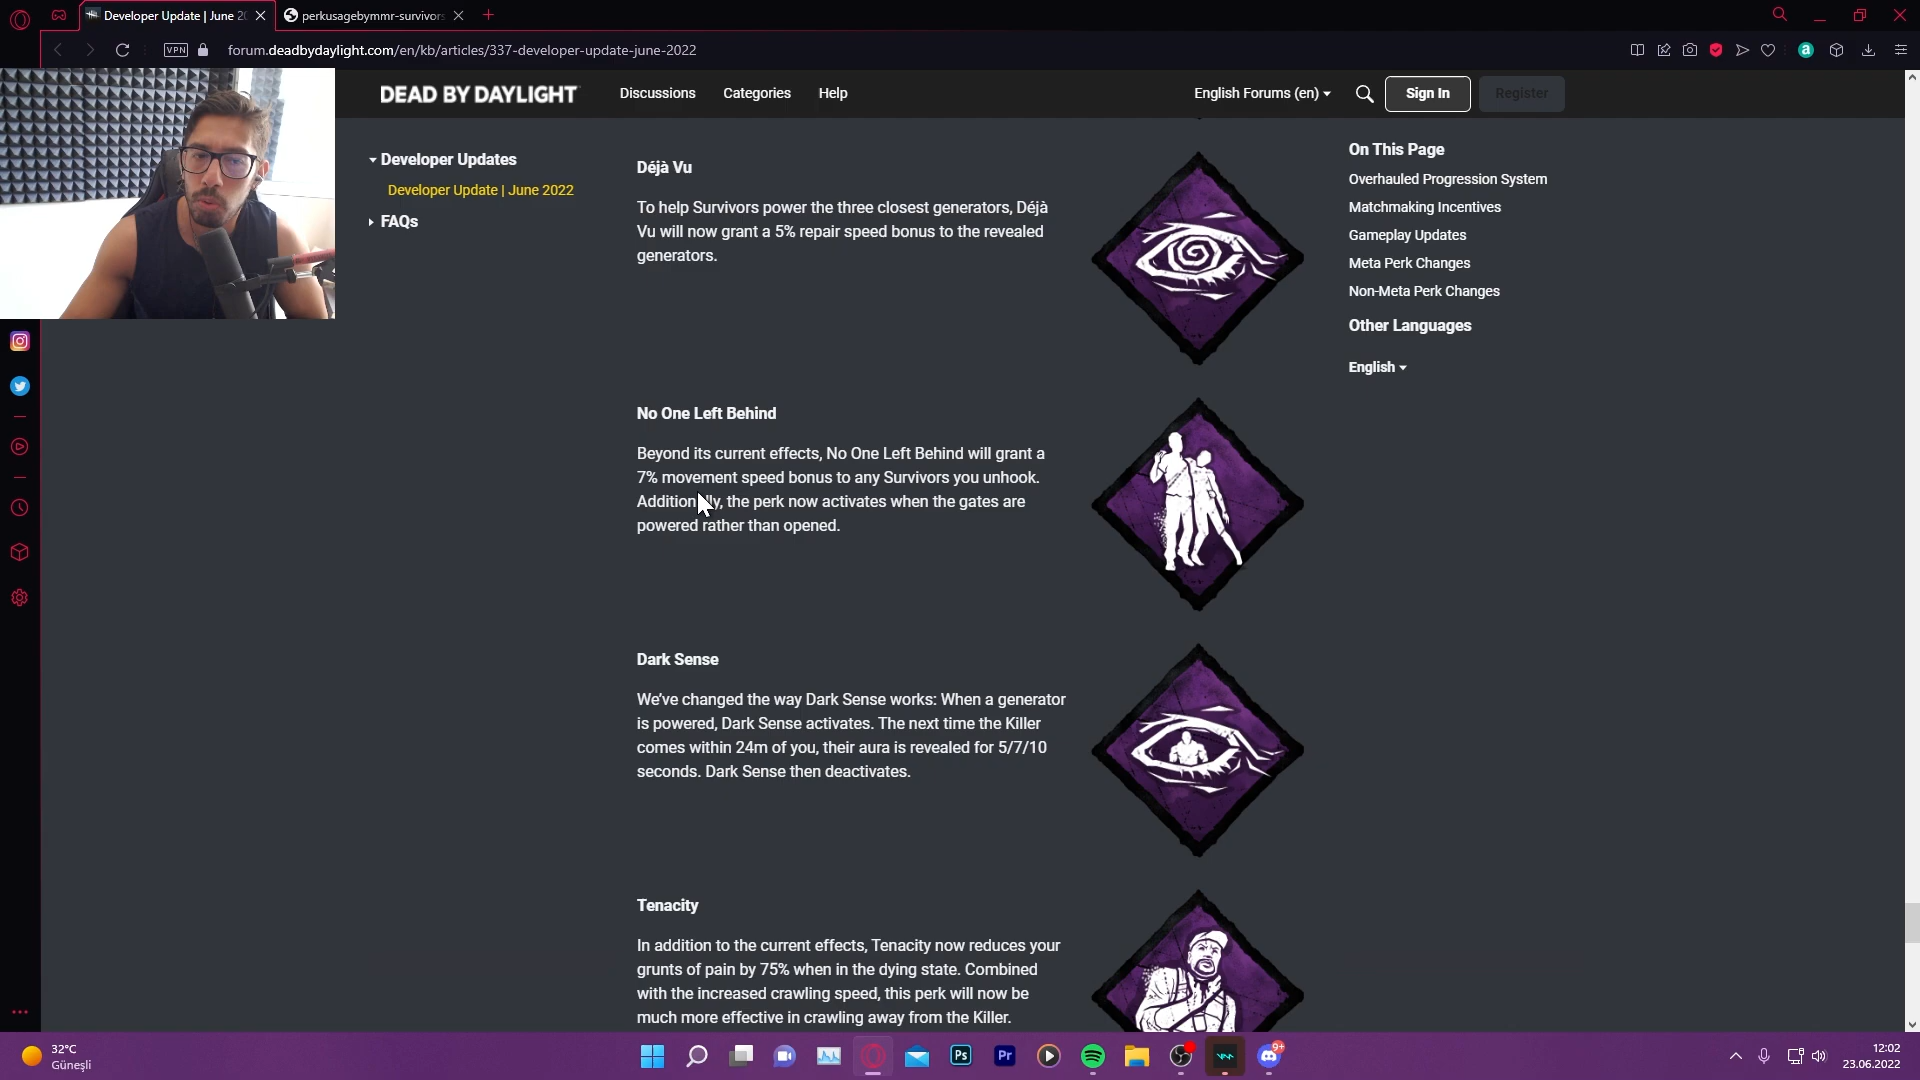 Developer Update | June 20
perkusagebymmr-survivors
VPN
forum.deadbydaylight.com/en/kb/articles/337-developer-update-june-2022
DEAD BY DAYLIGHT
Discussions
Categories
Help
English Forums (en)
Sign In
Register
Developer Updates
Developer Update | June 2022
FAQs
Déjà Vu
To help Survivors power the three closest generators, Déjà
Vu will now grant a 5% repair speed bonus to the revealed
generators.
No One Left Behind
Beyond its current effects, No One Left Behind will grant a
7% movement speed bonus to any Survivors you unhook.
Additionally, the perk now activates when the gates are
powered rather than opened.
Dark Sense
We've changed the way Dark Sense works: When a generator
is powered, Dark Sense activates. The next time the Killer
comes within 24m of you, their aura is revealed for 5/7/10
seconds. Dark Sense then deactivates.
Tenacity
In addition to the current effects, Tenacity now reduces your
grunts of pain by 75% when in the dying state. Combined
with the increased crawling speed, this perk will now be
much more effective in crawling away from the Killer.
On This Page
Overhauled Progression System
Matchmaking Incentives
Gameplay Updates
Meta Perk Changes
Non-Meta Perk Changes
Other Languages
English
32°C
Güneşli
Ps
Pr
9+
12:02
23.06.2022